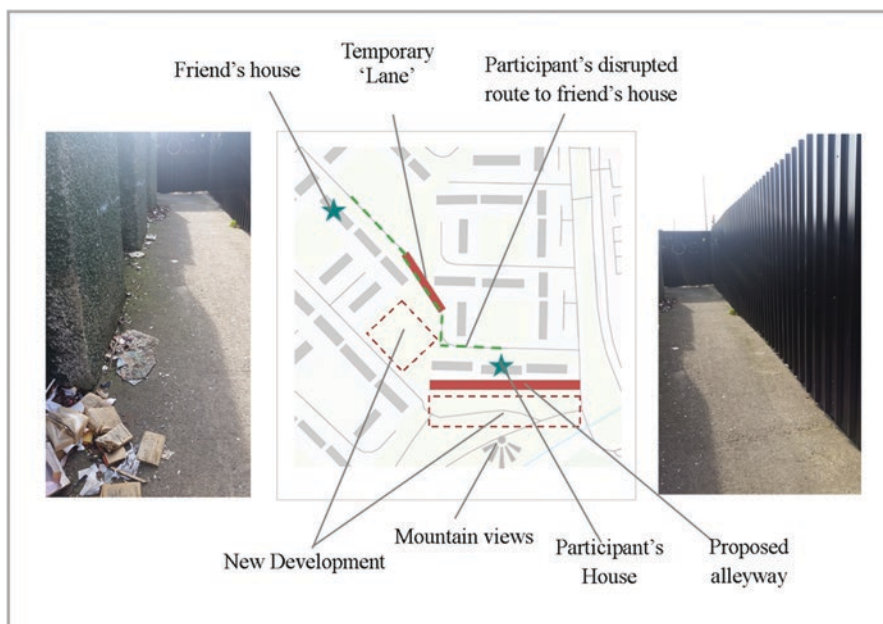 Friend's house
Temporary
'Lane'
Participant's disrupted
route to friend's house
New Development
Mountain views
Participant's
House
Proposed
alleyway